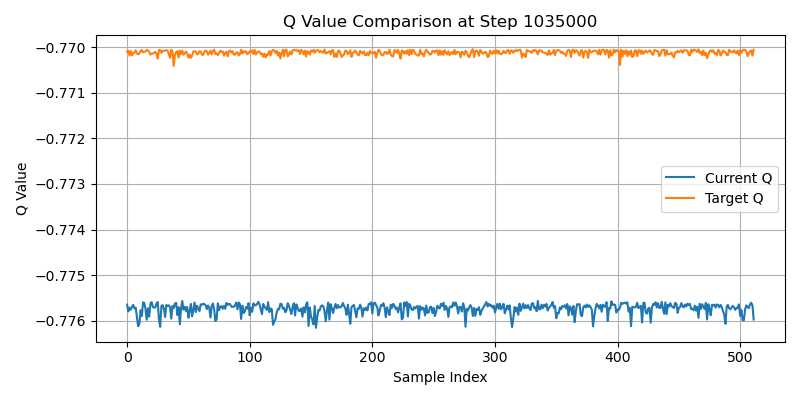 Q Value Comparison at Step 1035000
−0.770
−0.771
−0.772
−0.773
−0.774
−0.775
−0.776
Q Value
Current Q
Target Q
0 100 200 300 400 500
Sample Index